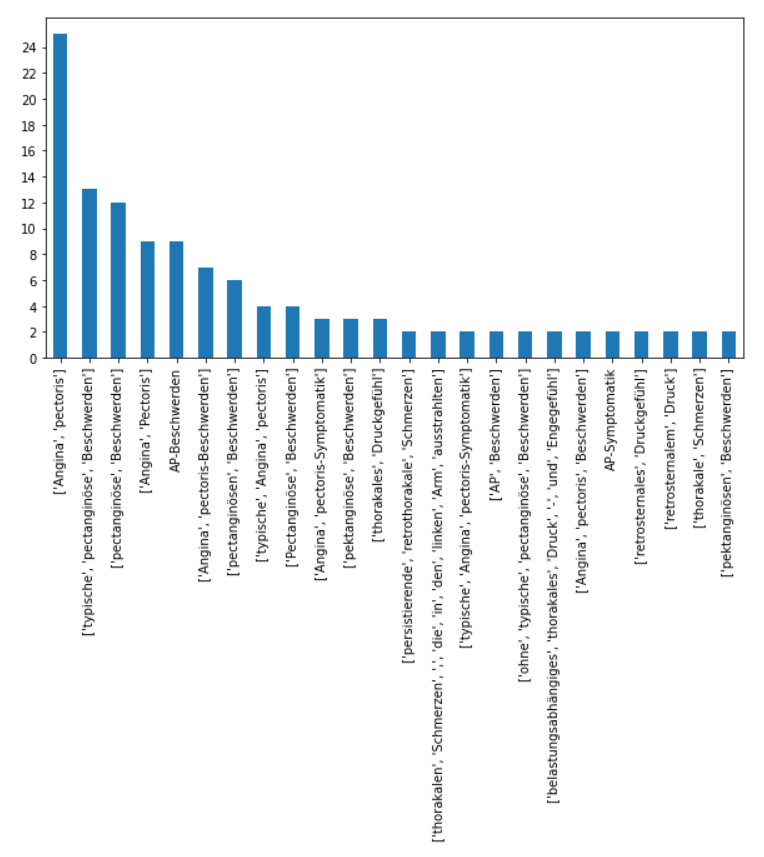 24
22
20
18
16
14
12
10
8
6
4
2
0
['Angina', 'pectoris']
['typische', 'pectanginöse', 'Beschwerden']
['pectanginöse', 'Beschwerden']
['Angina', 'Pectoris']
AP-Beschwerden
['Angina', 'pectoris-Beschwerden']
['pectanginösen', 'Beschwerden']
['typische', 'Angina', 'pectoris']
['Pectanginöse', 'Beschwerden']
['Angina', 'pectoris-Symptomatik']
['pektanginöse', 'Beschwerden']
['thorakales', 'Druckgefühl']
['persistierende', 'retrothorakale', 'Schmerzen']
['thorakalen', 'Schmerzen', ',', 'die', 'in', 'den', 'linken', 'Arm', 'ausstrahlten']
['typische', 'Angina', 'pectoris-Symptomatik']
['AP', 'Beschwerden']
['ohne', 'typische', 'pectanginöse', 'Beschwerden']
['belastungsabhängiges', 'thorakales', 'Druck', '-', 'und', 'Engegefühl']
['Angina', 'pectoris', 'Beschwerden']
AP-Symptomatik
['retrosternales', 'Druckgefühl']
['retrosternalem', 'Druck']
['thorakale', 'Schmerzen']
['pektanginösen', 'Beschwerden']